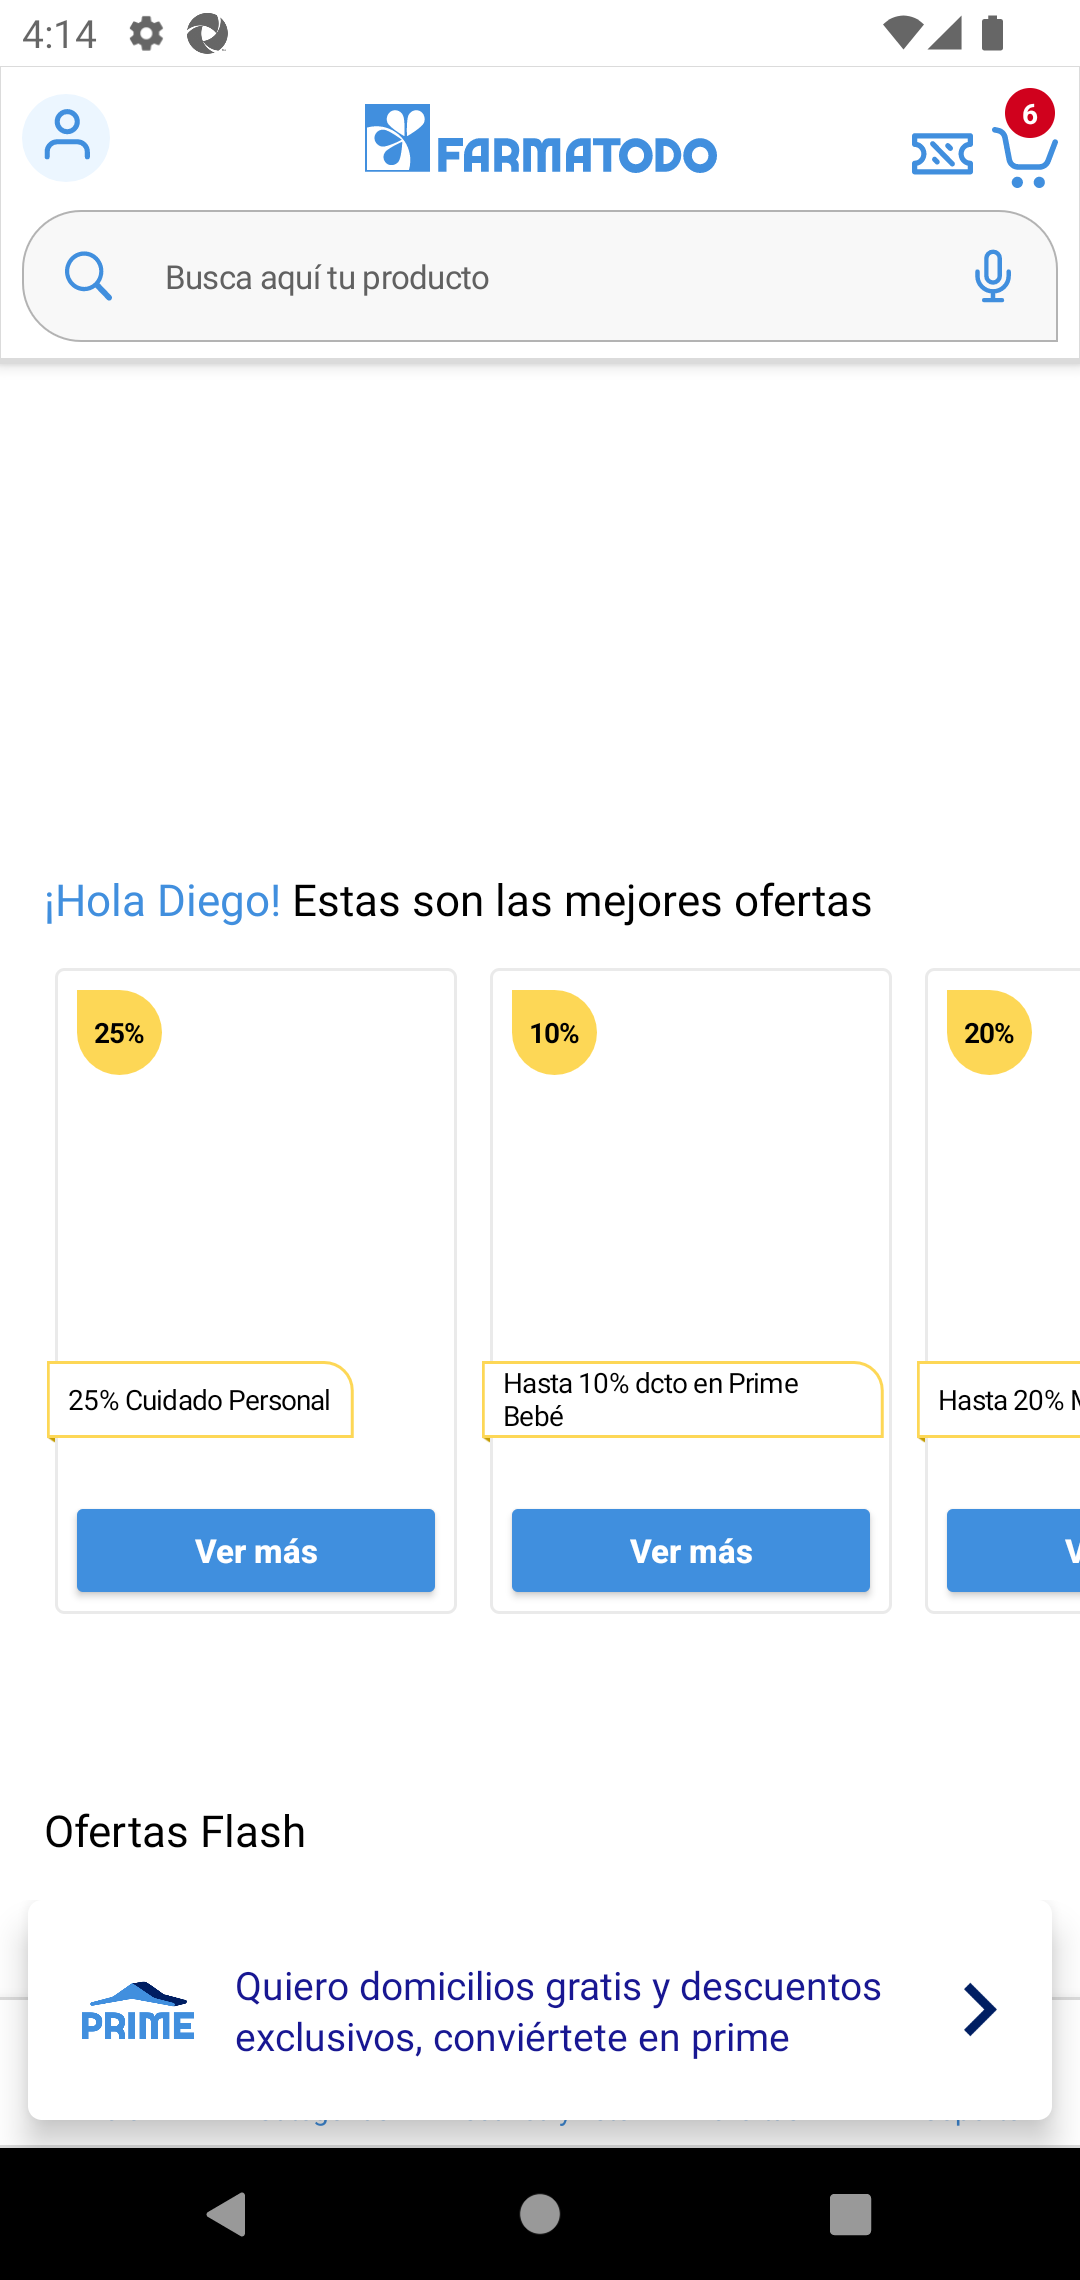 4:14
6
FARMATODO
Busca aquí tu producto
¡Hola Diego! Estas son las mejores ofertas
25%
10%
20%
25% Cuidado Personal
Hasta 10% dcto en Prime
Bebé
Hasta 20%
Ver más
Ver más
Ofertas Flash
PRIME
Quiero domicilios gratis y descuentos
exclusivos, conviértete en prime